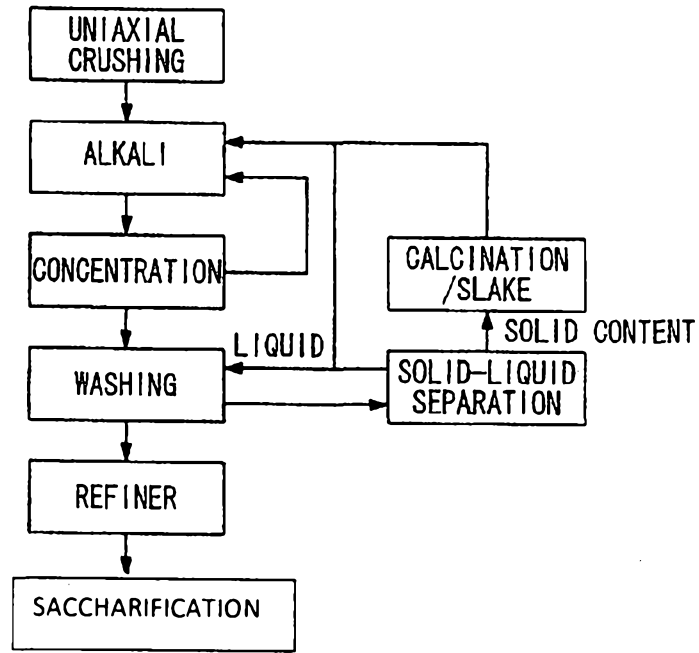 UNIAXIAL
CRUSHING
ALKALI
CONCENTRATION
CALCINATION
/SLAKE
SOLID CONTENT
LIQUID
WASHING
SOLID-LIQUID
SEPARATION
REFINER
SACCHARIFICATION